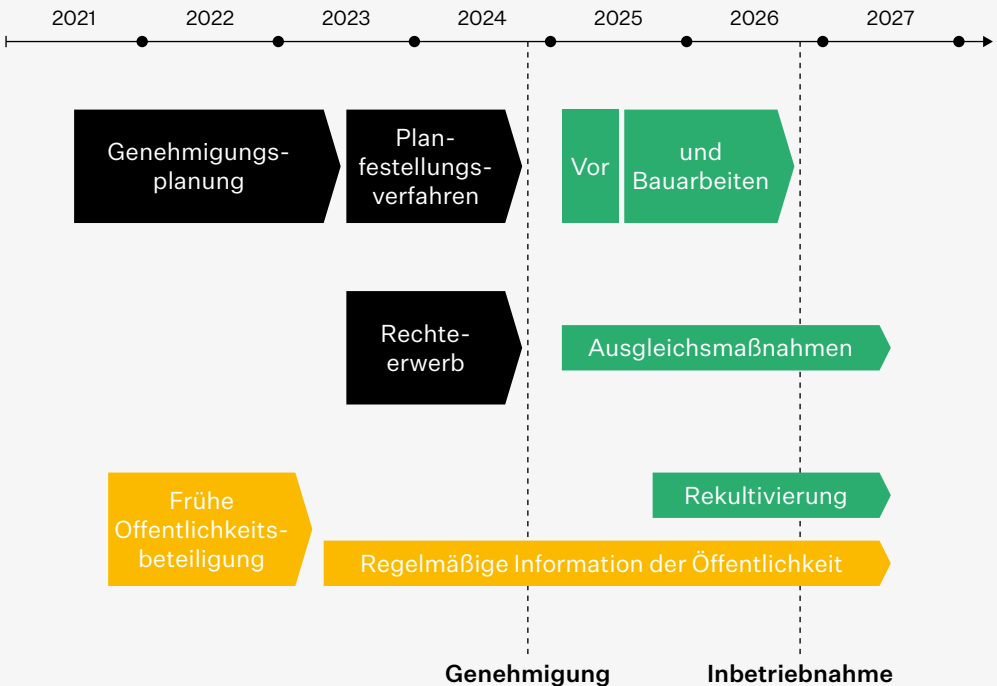 2021 2022 2023 2024 2025 2026 2027
Genehmigungs-
planung
Plan-
festellungs-
verfahren
Vor
und
Bauarbeiten
Rechte-
erwerb
Ausgleichsmaßnahmen
Frühe
Offentlichkeits-
beteiligung
Rekultivierung
Regelmäßige Information der Öffentlichkeit
Genehmigung
Inbetriebnahme